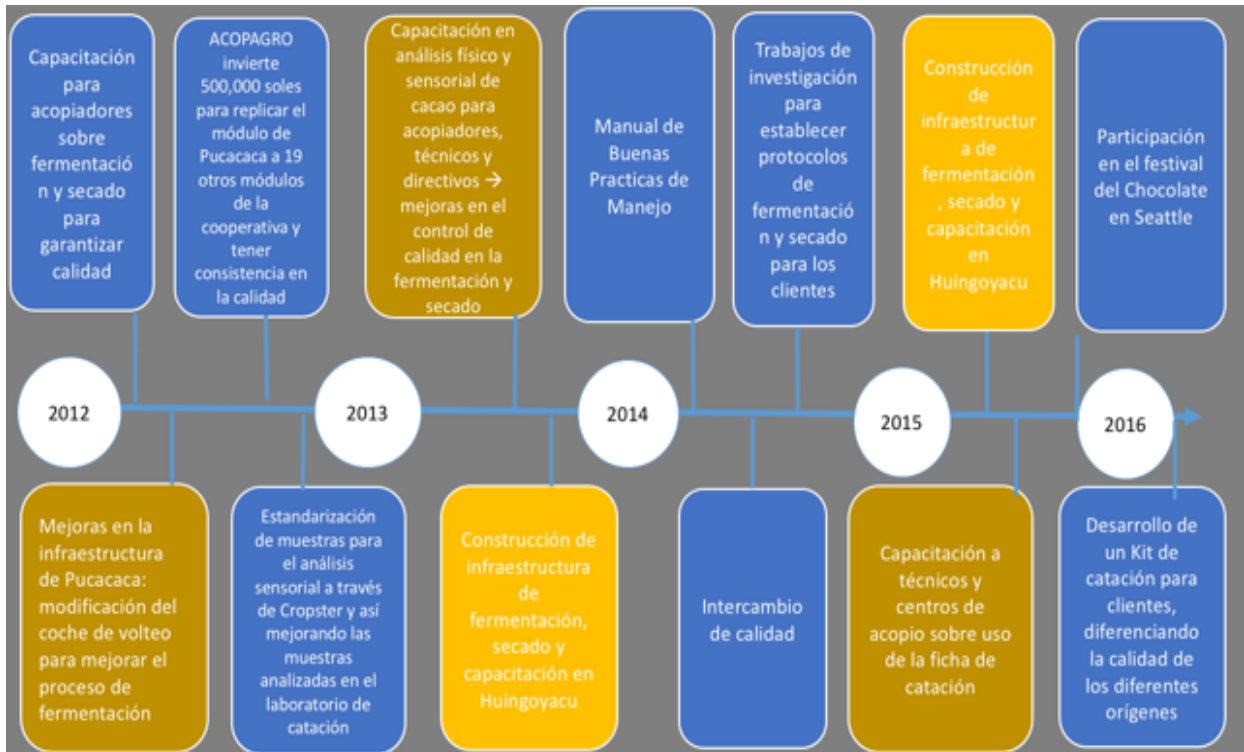 Capacitación
para
acopiadores
sobre
fermentació
n y secado
para
garantizar
calidad
ACOPAGRO
invierte
500,000 soles
para replicar el
módulo de
Pucacaca a 19
otros módulos
de la
cooperativa y
tener
consistencia en
la calidad
Capacitación en
análisis físico y
sensorial de
cacao para
acopiadores,
técnicos y
directivos →
mejoras en el
control de
calidad en la
fermentación y
secado
Manual de
Buenas
Practicas de
Manejo
Trabajos de
investigación
para
establecer
protocolos
de
fermentació
n y secado
para los
clientes
Construcción
de
infraestructur
a de
fermentación
, secado y
capacitación
en
Huingoyacu
Participación
en el festival
del Chocolate
en Seattle
2012
2013
2014
2015
2016
Mejoras en la
infraestructura
de Pucacaca:
modificación del
coche de volteo
para mejorar el
proceso de
fermentación
Estandarización
de muestras para
el análisis
sensorial a través
de Cropster y así
mejorando las
muestras
analizadas en el
laboratorio de
catación
Construcción de
infraestructura
de
fermentación,
secado y
capacitación en
Huingoyacu
Intercambio
de calidad
Capacitación a
técnicos y
centros de
acopio sobre uso
de la ficha de
catación
Desarrollo de
un Kit de
catación para
clientes,
diferenciando
la calidad de
los diferentes
orígenes